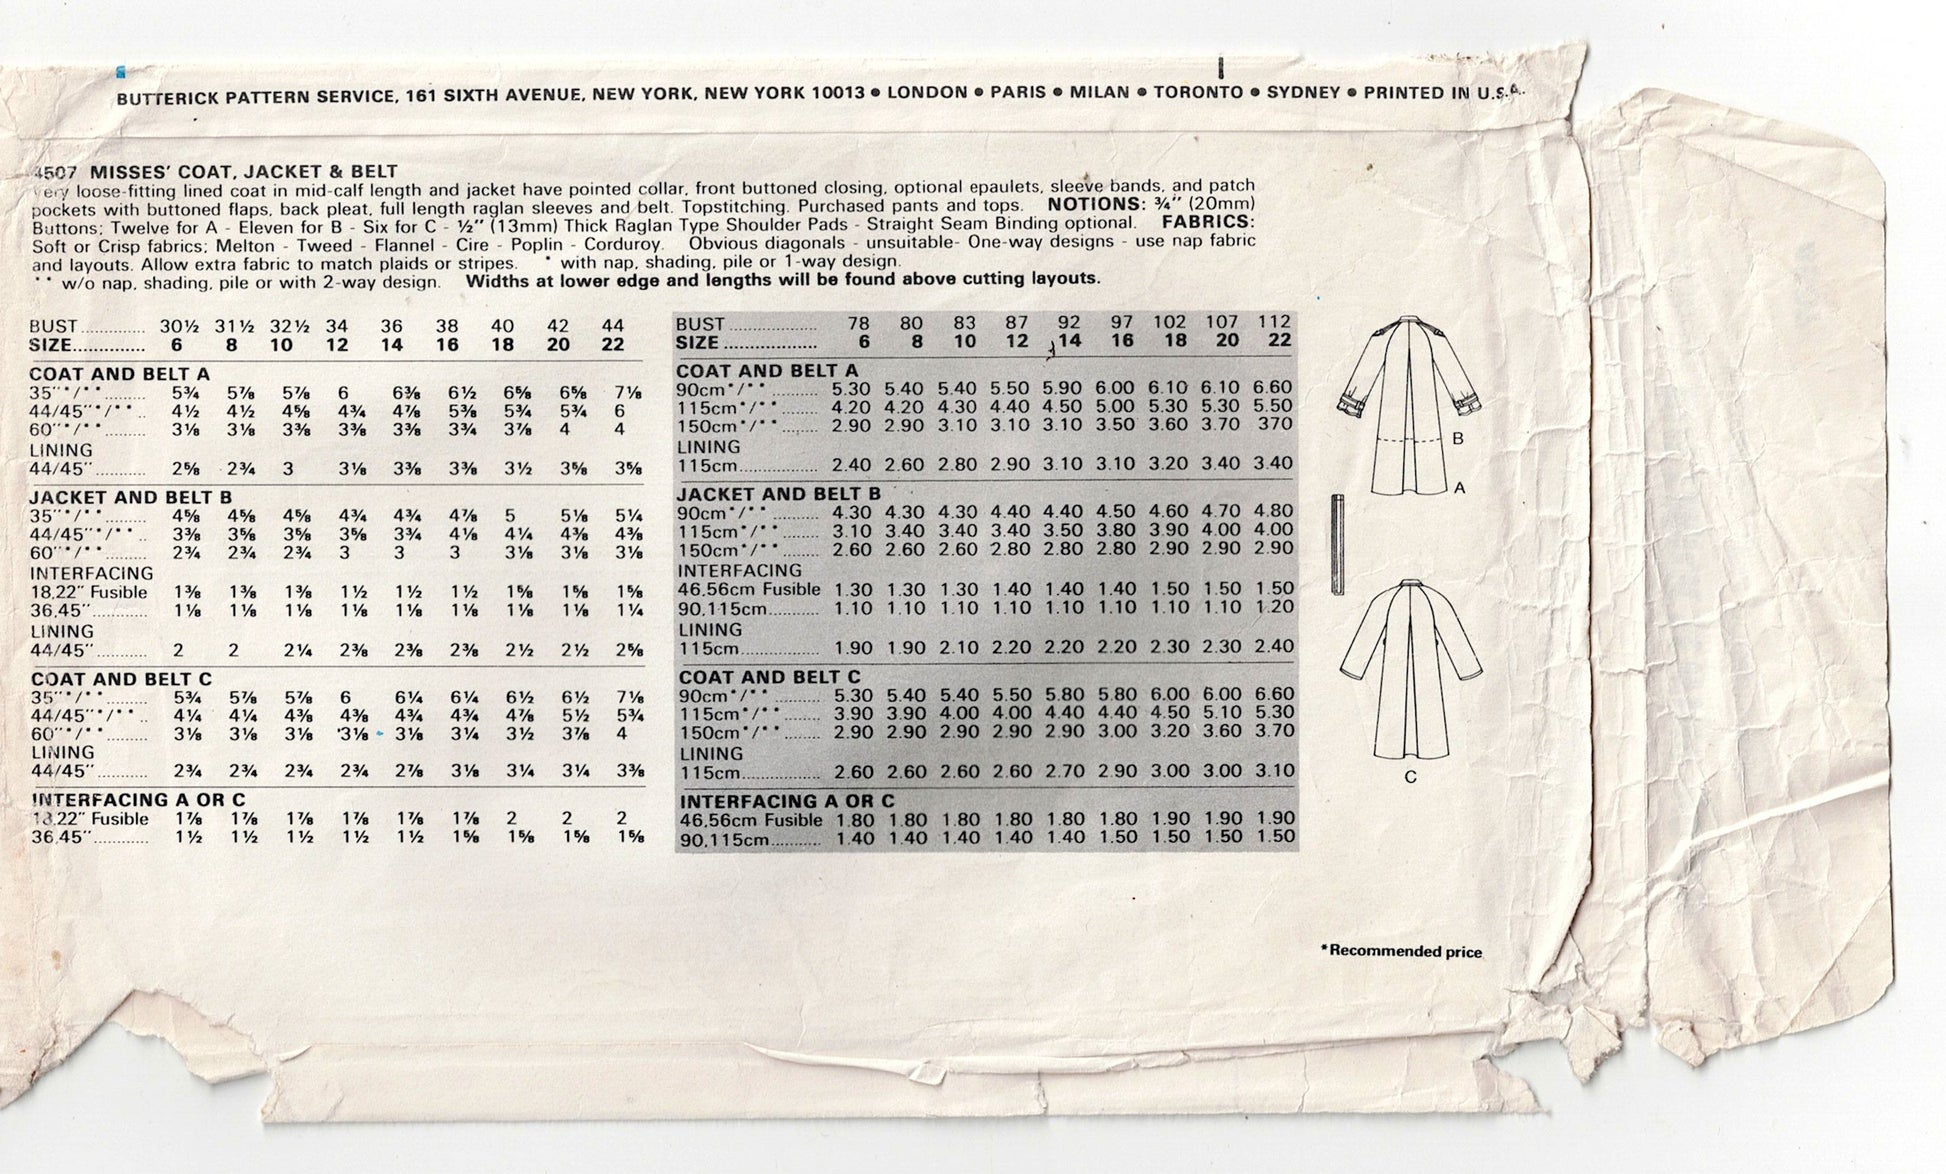 BUTTERICK PATTERN SERVICE, 161 SIXTH AVENUE, NEW YORK, NEW YORK 10013 ● LONDON ● PARIS ● MILAN ● TORONTO ● SYDNEY ● PRINTED IN U.S.A.
4507 MISSES' COAT, JACKET & BELT
Very loose-fitting lined coat in mid-calf length and jacket have pointed collar, front buttoned closing, optional epaulets, sleeve bands, and patch
pockets with buttoned flaps, back pleat, full length raglan sleeves and belt. Topstitching. Purchased pants and tops. NOTIONS: ¾" (20mm)
Buttons: Twelve for A - Eleven for B - Six for C - ½" (13mm) Thick Raglan Type Shoulder Pads - Straight Seam Binding optional. FABRICS:
Soft or Crisp fabrics; Melton - Tweed - Flannel - Cire - Poplin - Corduroy. Obvious diagonals - unsuitable- One-way designs - use nap fabric
and layouts. Allow extra fabric to match plaids or stripes. * with nap, shading, pile or 1-way design.
** w/o nap, shading, pile or with 2-way design. Widths at lower edge and lengths will be found above cutting layouts.
BUST............. 30½ 31½ 32½ 34 36 38 40 42 44
SIZE.............. 6 8 10 12 14 16 18 20 22
COAT AND BELT A
35"*/** ......... 5¾ 5⅞ 5⅞ 6 6⅜ 6½ 6⅝ 6⅝ 7⅛
44/45"*/** .. 4½ 4½ 4⅝ 4¾ 4⅞ 5⅜ 5¾ 5¾ 6
60"*/** ......... 3⅛ 3⅛ 3⅜ 3⅜ 3⅜ 3¾ 3⅞ 4 4
LINING
44/45"........... 2⅝ 2¾ 3 3⅛ 3⅜ 3⅜ 3½ 3⅝ 3⅝
JACKET AND BELT B
35"*/** ......... 4⅝ 4⅝ 4⅝ 4¾ 4¾ 4⅞ 5 5⅛ 5¼
44/45"*/** .. 3⅜ 3⅝ 3⅝ 3⅝ 3¾ 4⅛ 4¼ 4⅜ 4⅜
60"*/** ......... 2¾ 2¾ 2¾ 3 3 3 3⅛ 3⅛ 3⅛
INTERFACING
18,22" Fusible 1⅜ 1⅜ 1⅜ 1½ 1½ 1½ 1⅝ 1⅝ 1⅝
36,45"............ 1⅛ 1⅛ 1⅛ 1⅛ 1⅛ 1⅛ 1⅛ 1⅛ 1¼
LINING
44/45"........... 2 2 2¼ 2⅜ 2⅜ 2⅜ 2½ 2½ 2⅝
COAT AND BELT C
35"*/** ......... 5¾ 5⅞ 5⅞ 6 6¼ 6¼ 6½ 6½ 7⅛
44/45"*/** .. 4¼ 4¼ 4⅜ 4⅜ 4¾ 4¾ 4⅞ 5½ 5¾
60"*/** ......... 3⅛ 3⅛ 3⅛ 3⅛ 3⅛ 3¼ 3½ 3⅞ 4
LINING
44/45"........... 2¾ 2¾ 2¾ 2¾ 2⅞ 3⅛ 3¼ 3¼ 3⅜
INTERFACING A OR C
18,22" Fusible 1⅞ 1⅞ 1⅞ 1⅞ 1⅞ 1⅞ 2 2 2
36,45"............ 1½ 1½ 1½ 1½ 1½ 1⅝ 1⅝ 1⅝ 1⅝
BUST .................. 78 80 83 87 92 97 102 107 112
SIZE ................... 6 8 10 12 14 16 18 20 22
COAT AND BELT A
90cm*/** .......... 5.30 5.40 5.40 5.50 5.90 6.00 6.10 6.10 6.60
115cm*/** ........ 4.20 4.20 4.30 4.40 4.50 5.00 5.30 5.30 5.50
150cm*/** ........ 2.90 2.90 3.10 3.10 3.10 3.50 3.60 3.70 370
LINING
115cm................. 2.40 2.60 2.80 2.90 3.10 3.10 3.20 3.40 3.40
JACKET AND BELT B
90cm*/** .......... 4.30 4.30 4.30 4.40 4.40 4.50 4.60 4.70 4.80
115cm*/** ........ 3.10 3.40 3.40 3.40 3.50 3.80 3.90 4.00 4.00
150cm*/** ........ 2.60 2.60 2.60 2.80 2.80 2.80 2.90 2.90 2.90
INTERFACING
46,56cm Fusible 1.30 1.30 1.30 1.40 1.40 1.40 1.50 1.50 1.50
90,115cm........... 1.10 1.10 1.10 1.10 1.10 1.10 1.10 1.10 1.20
LINING
115cm................. 1.90 1.90 2.10 2.20 2.20 2.20 2.30 2.30 2.40
COAT AND BELT C
90cm*/** .......... 5.30 5.40 5.40 5.50 5.80 5.80 6.00 6.00 6.60
115cm*/** ........ 3.90 3.90 4.00 4.00 4.40 4.40 4.50 5.10 5.30
150cm*/** ........ 2.90 2.90 2.90 2.90 2.90 3.00 3.20 3.60 3.70
LINING
115cm................. 2.60 2.60 2.60 2.60 2.70 2.90 3.00 3.00 3.10
INTERFACING A OR C
46,56cm Fusible 1.80 1.80 1.80 1.80 1.80 1.80 1.90 1.90 1.90
90,115cm........... 1.40 1.40 1.40 1.40 1.40 1.50 1.50 1.50 1.50
B
A
C
*Recommended price